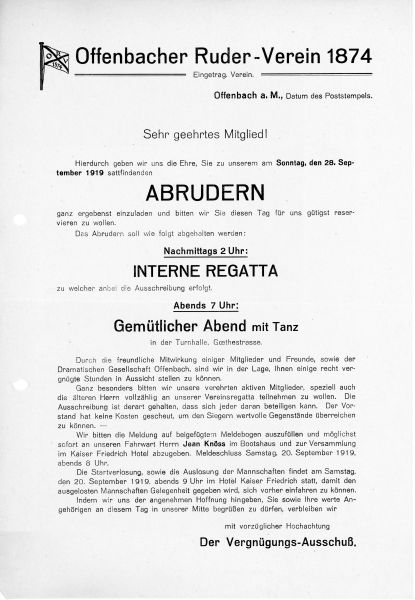 Offenbacher Ruder-Verein 1874
Eingetrag. Verein.
Offenbach a. M., Datum des Poststempels.
Sehr geehrtes Mitglied!
Hierdurch geben wir uns die Ehre, Sie zu unserem am Sonntag, den 28. Sep-
tember 1919 sattfindenden
ABRUDERN
ganz ergebenst einzuladen und bitten wir Sie diesen Tag für uns gütigst reser-
vieren zu wollen.
Das Abrudern soll wie folgt abgehalten werden:
Nachmittags 2 Uhr:
INTERNE REGATTA
zu welcher anbei die Ausschreibung erfolgt.
Abends 7 Uhr:
Gemütlicher Abend mit Tanz
in der Turnhalle, Gœthestrasse.
Durch die freundliche Mitwirkung einiger Mitglieder und Freunde, sowie der
Dramatischen Gesellschaft Offenbach, sind wir in der Lage, Ihnen einige recht ver-
gnügte Stunden in Aussicht stellen zu können.
Ganz besonders bitten wir unsere verehrten aktiven Mitglieder, speziell auch
die älteren Herrn vollzählig an unserer Vereinsregatta teilnehmen zu wollen. Die
Ausschreibung ist derart gehalten, dass sich jeder daran beteiligen kann. Der Vor-
stand hat keine Kosten gescheut, um den Siegern wertvolle Gegenstände überreichen
zu können. —
Wir bitten die Meldung auf beigefügtem Meldebogen auszufüllen und möglichst
sofort an unseren Fahrwart Herrn Jean Knöss im Bootshaus und zur Versammlung
im Kaiser Friedrich Hotel abzugeben. Meldeschluss Samstag, 20. September 1919,
abends 8 Uhr.
Die Startverlosung, sowie die Auslosung der Mannschaften findet am Samstag,
den 20. September 1919, abends 9 Uhr im Hotel Kaiser Friedrich statt, damit den
ausgelosten Mannschaften Gelegenheit gegeben wird, sich vorher einfahren zu können.
Indem wir uns der angenehmen Hoffnung hingeben, Sie sowie Ihre werte An-
gehörigen an diesem Tag in unserer Mitte begrüßen zu dürfen, verbleiben wir
mit vorzüglicher Hochachtung
Der Vergnügungs-Ausschuß.